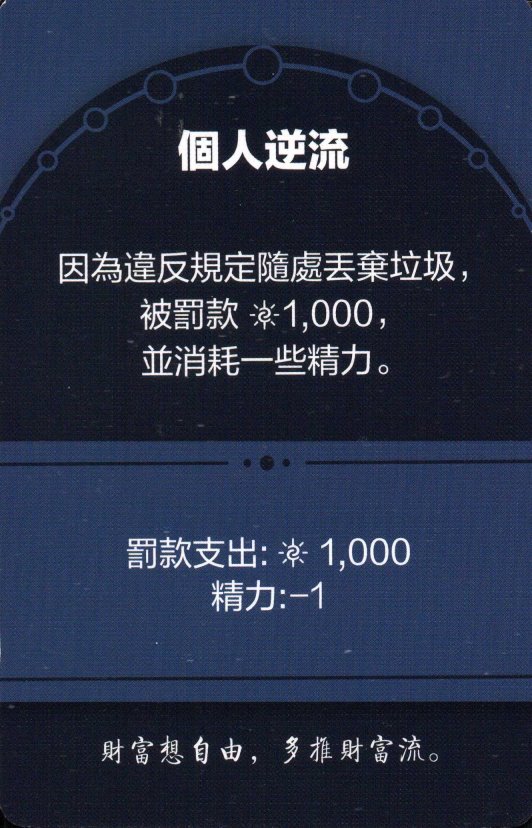 個人逆流
因為違反規定隨處丟棄垃圾，
被罰款 1,000，
並消耗一些精力。
罰款支出: 1,000
精力:–1
財富想自由，多推財富流。